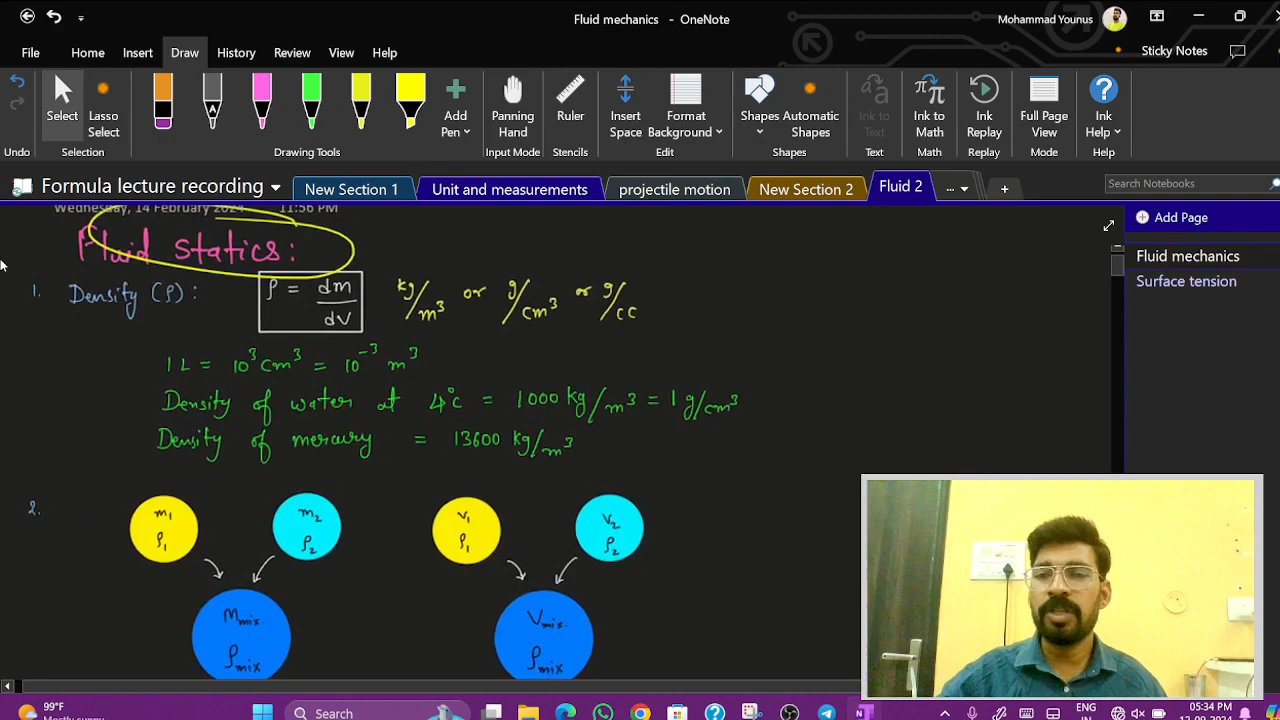 Fluid mechanics - OneNote
Mohammad Younus
File Home Insert Draw History Review View Help
Sticky Notes
Undo
Select
Lasso Select
Selection
Add Pen
Drawing Tools
Panning Hand
Input Mode
Ruler
Stencils
Insert Space
Format Background
Edit
Shapes
Automatic Shapes
Shapes
Ink to Text
Text
Ink to Math
Math
Ink Replay
Replay
Full Page View
Mode
Ink Help
Help
Formula lecture recording
New Section 1
Unit and measurements
projectile motion
New Section 2
Fluid 2
...
Search Notebooks
Add Page
Fluid mechanics
Surface tension
Wednesday, 14 February 2024 11:56 PM
Fluid statics:
1. Density (ρ) : ρ = dm/dv kg/m³ or g/cm³ or g/cc
1 L = 10³ cm³ = 10⁻³ m³
Density of water at 4°c = 1000 kg/m³ = 1 g/cm³
Density of mercury = 13600 kg/m³
2.
m₁ m₂ v₁ v₂
ρ₁ ρ₂ ρ₁ ρ₂
Mmix. Vmix.
ρmix ρmix
99°F
Mostly sunny
Search
ENG
IN
05:34 PM